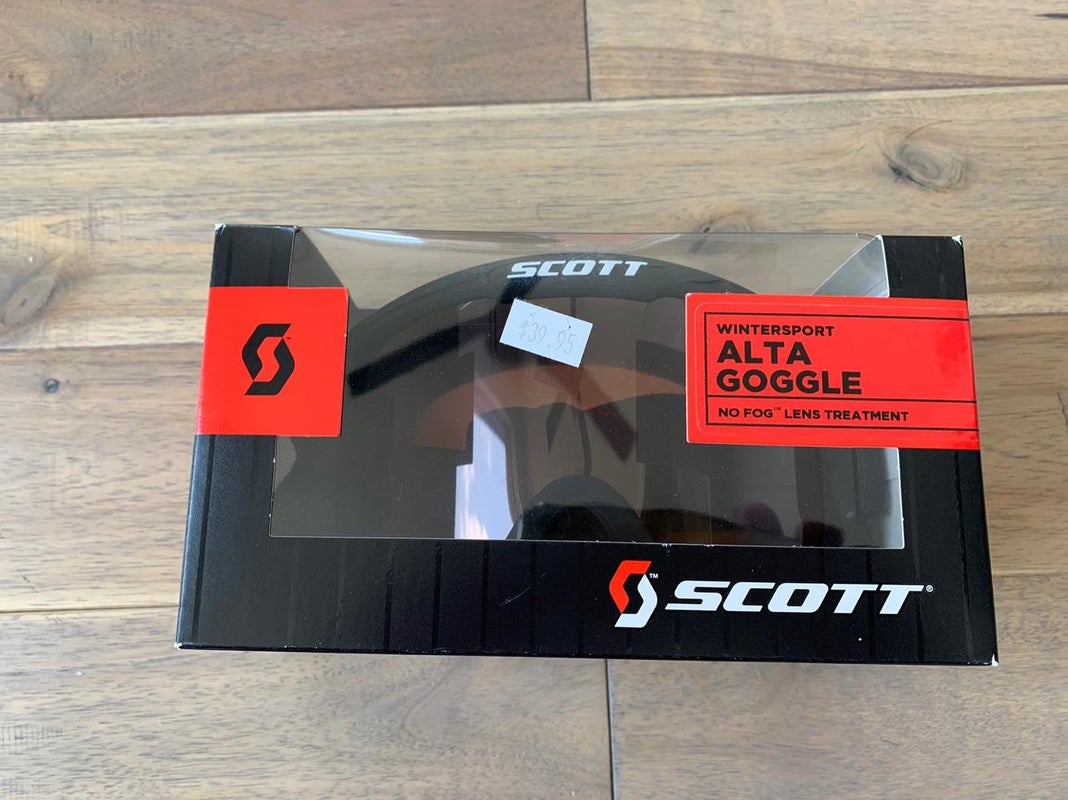 SCOTT
$39.95
WINTERSPORT
ALTA
GOGGLE
NO FOG™ LENS TREATMENT
SCOTT®